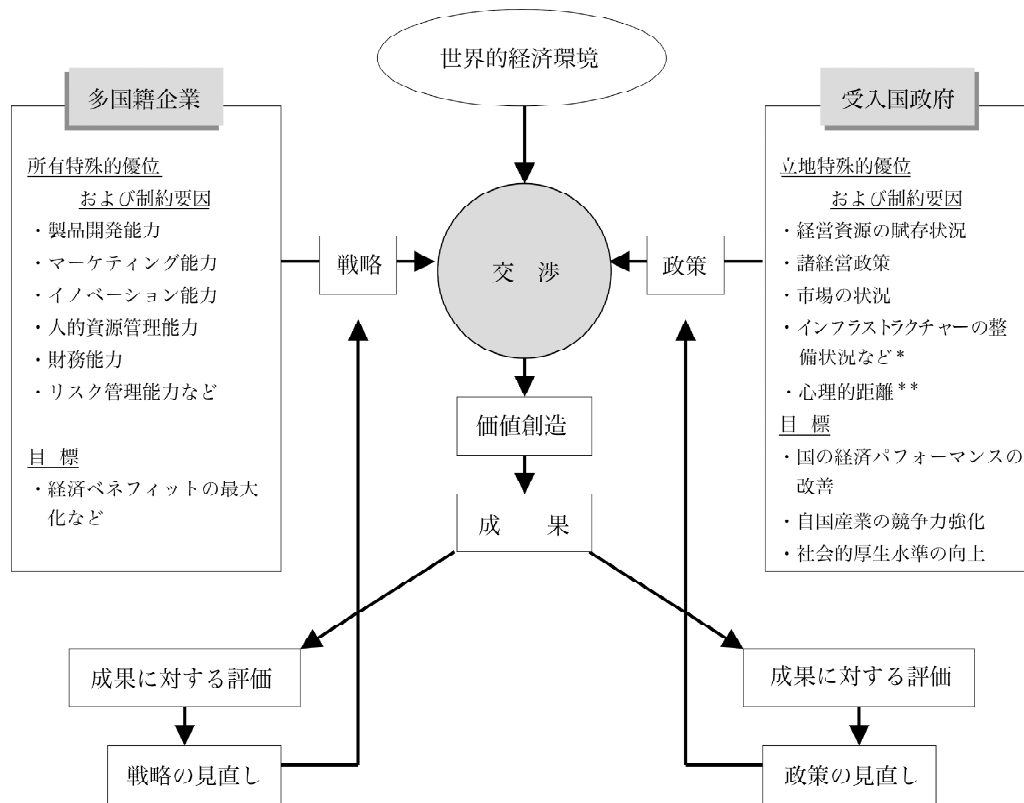 世界的経済環境
多国籍企業
所有特殊的優位
および制約要因
・製品開発能力
・マーケティング能力
・イノベーション能力
・人的資源管理能力
・財務能力
・リスク管理能力など
目 標
・経済ベネフィットの最大
化など
戦略
交 渉
政策
受入国政府
立地特殊的優位
および制約要因
・経営資源の賦存状況
・諸経営政策
・市場の状況
・インフラストラクチャーの整
備状況など*
・心理的距離**
目 標
・国の経済パフォーマンスの
改善
・自国産業の競争力強化
・社会的厚生水準の向上
価値創造
成 果
成果に対する評価
戦略の見直し
成果に対する評価
政策の見直し